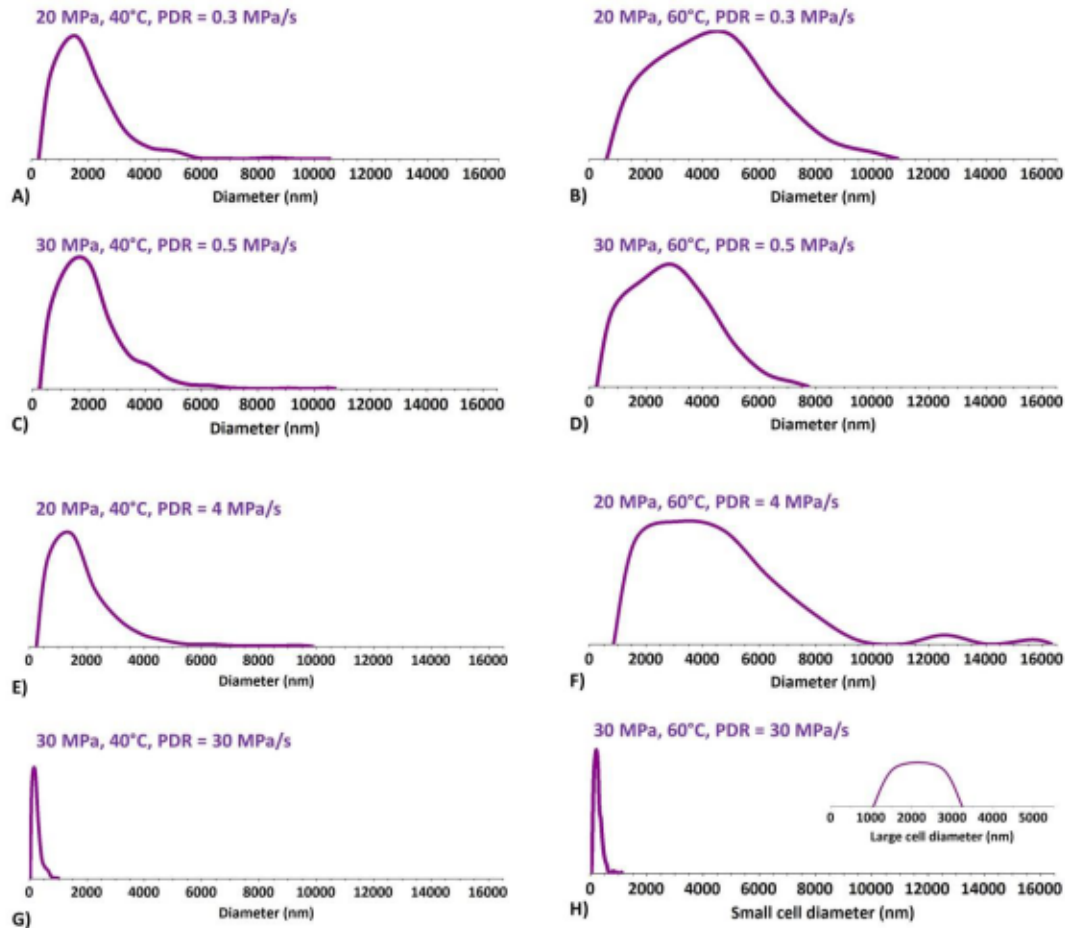 20 MPa, 40°C, PDR = 0.3 MPa/s
0 2000 4000 6000 8000 10000 12000 14000 16000
Diameter (nm)
A)
20 MPa, 60°C, PDR = 0.3 MPa/s
0 2000 4000 6000 8000 10000 12000 14000 16000
Diameter (nm)
B)
30 MPa, 40°C, PDR = 0.5 MPa/s
0 2000 4000 6000 8000 10000 12000 14000 16000
Diameter (nm)
C)
30 MPa, 60°C, PDR = 0.5 MPa/s
0 2000 4000 6000 8000 10000 12000 14000 16000
Diameter (nm)
D)
20 MPa, 40°C, PDR = 4 MPa/s
0 2000 4000 6000 8000 10000 12000 14000 16000
Diameter (nm)
E)
20 MPa, 60°C, PDR = 4 MPa/s
0 2000 4000 6000 8000 10000 12000 14000 16000
Diameter (nm)
F)
30 MPa, 40°C, PDR = 30 MPa/s
0 2000 4000 6000 8000 10000 12000 14000 16000
Diameter (nm)
G)
30 MPa, 60°C, PDR = 30 MPa/s
0 1000 2000 3000 4000 5000
Large cell diameter (nm)
0 2000 4000 6000 8000 10000 12000 14000 16000
Small cell diameter (nm)
H)